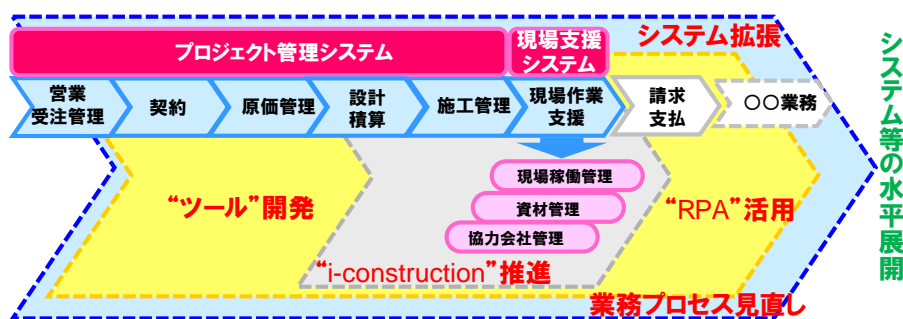 プロジェクト管理システム
現場支援
システム
システム拡張
営業
受注管理
契約
原価管理
設計
積算
施工管理
現場作業
支援
請求
支払
〇〇業務
現場稼働管理
資材管理
協力会社管理
“ツール”開発
“RPA”活用
“i-construction”推進
業務プロセス見直し
システム等の水平展開